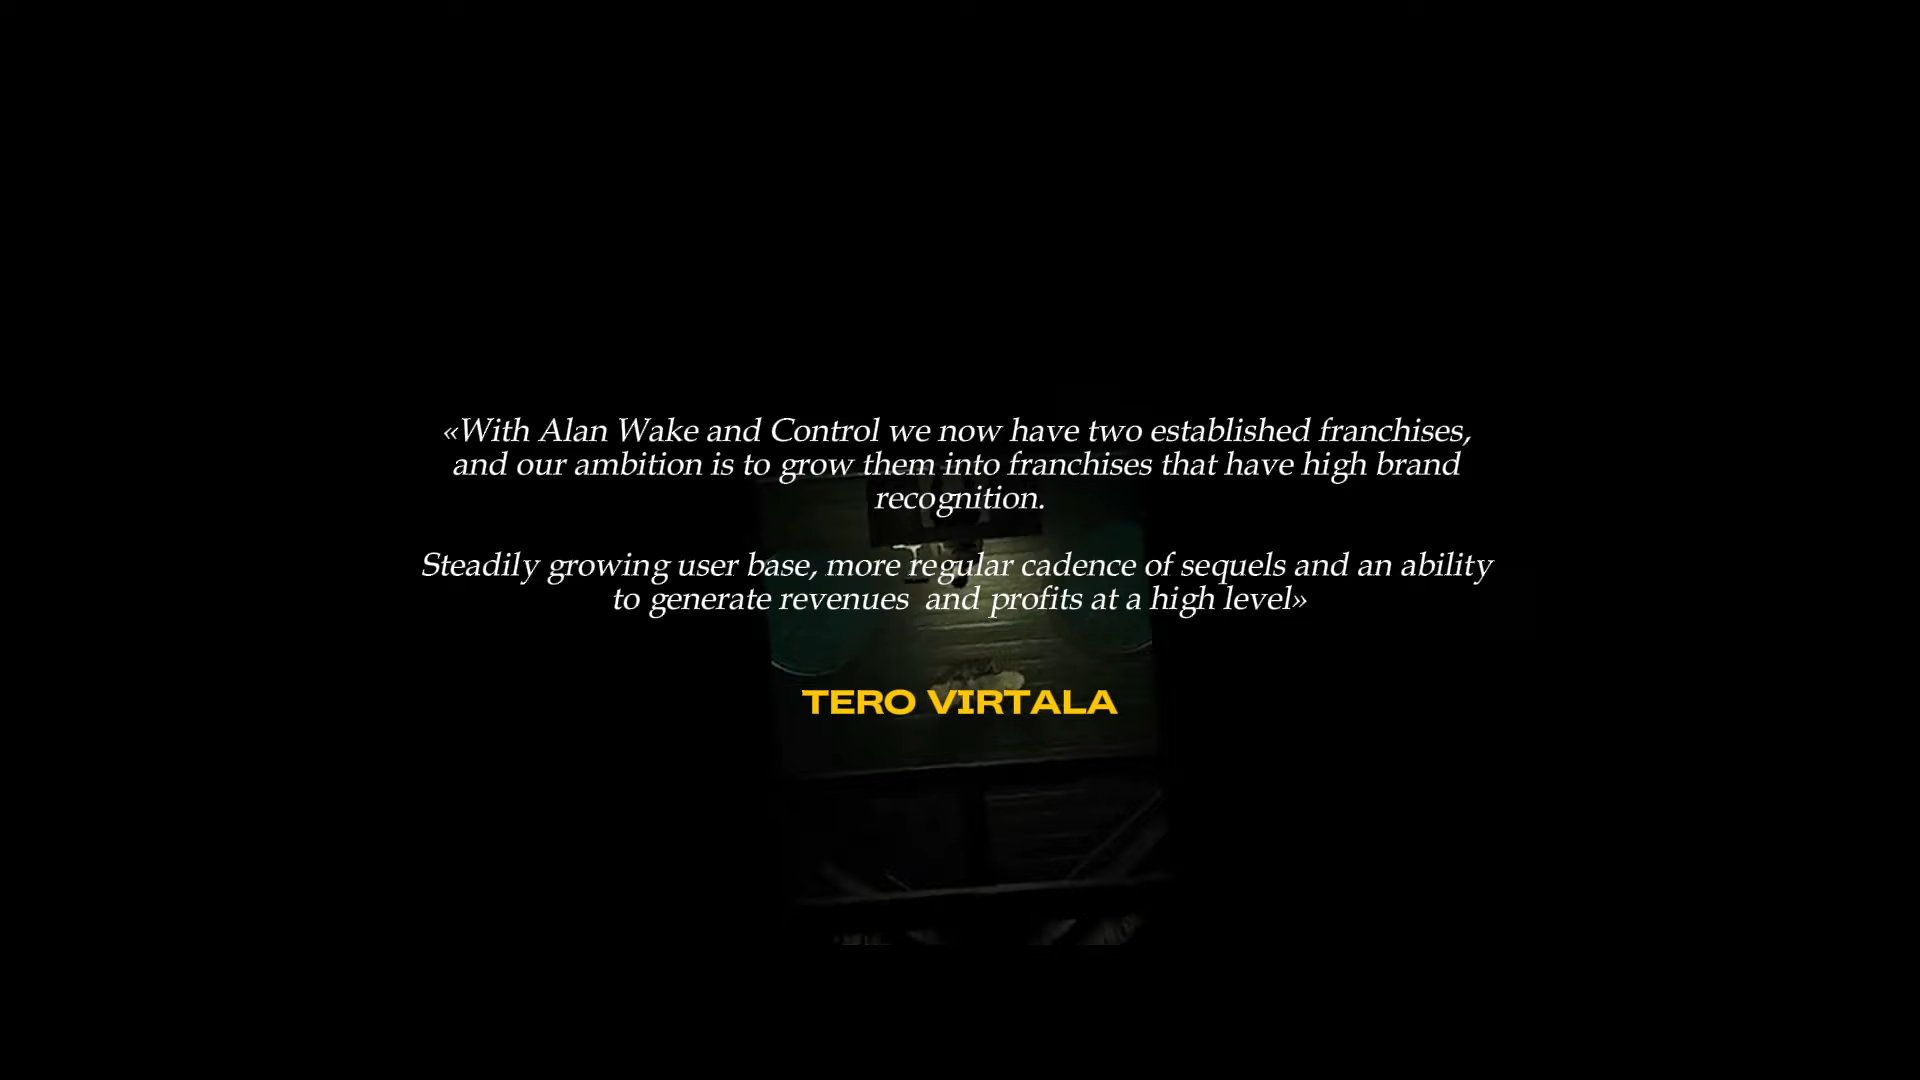 «With Alan Wake and Control we now have two established franchises,
and our ambition is to grow them into franchises that have high brand
recognition.
Steadily growing user base, more regular cadence of sequels and an ability
to generate revenues  and profits at a high level»
TERO VIRTALA